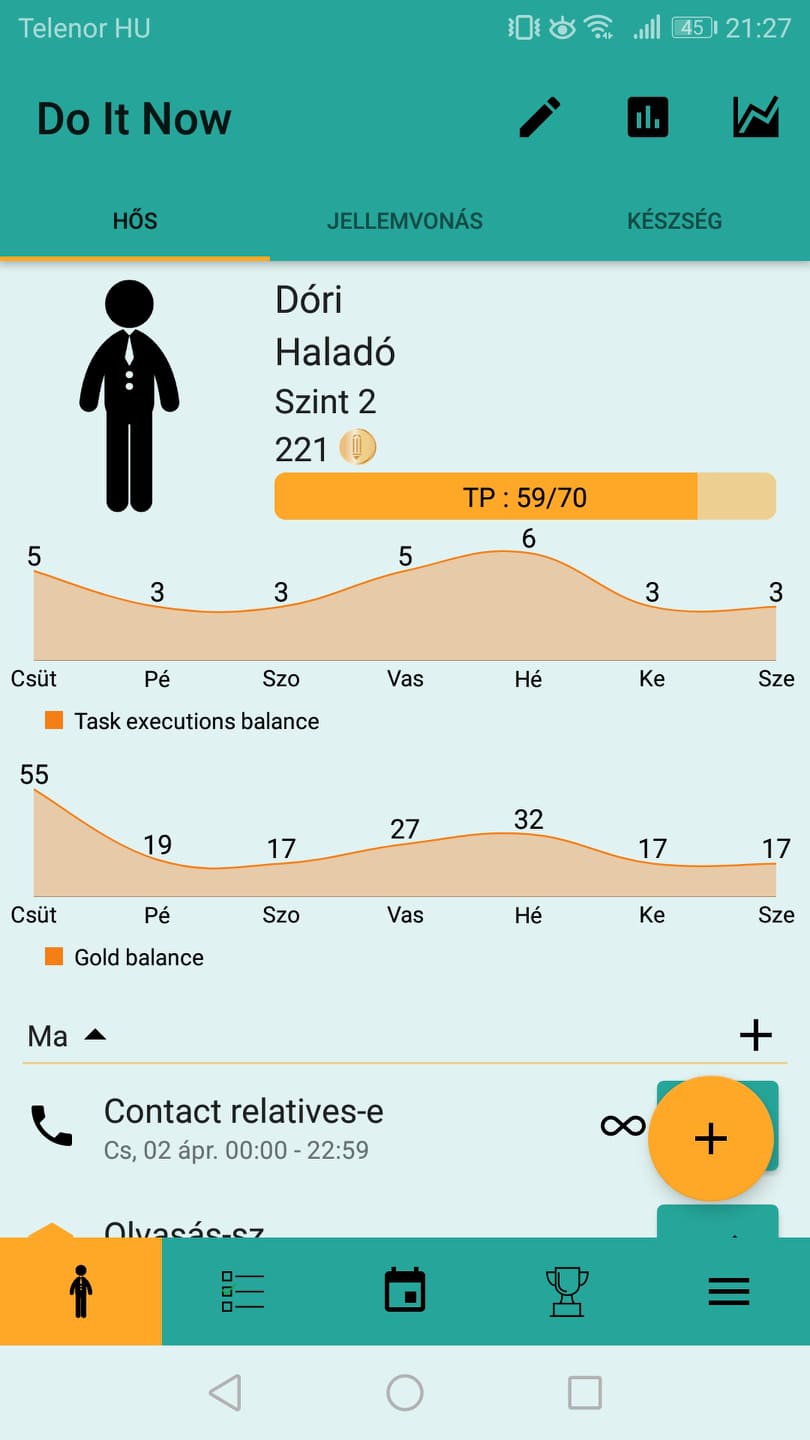 Telenor HU 45 21:27
Do It Now
HŐS JELLEMVONÁS KÉSZSÉG
Dóri
Haladó
Szint 2
221
TP : 59/70
5 3 3 5 6 3 3
Csüt Pé Szo Vas Hé Ke Sze
Task executions balance
55 19 17 27 32 17 17
Csüt Pé Szo Vas Hé Ke Sze
Gold balance
Ma
Contact relatives-e
Cs, 02 ápr. 00:00 - 22:59
Olvasás-sz